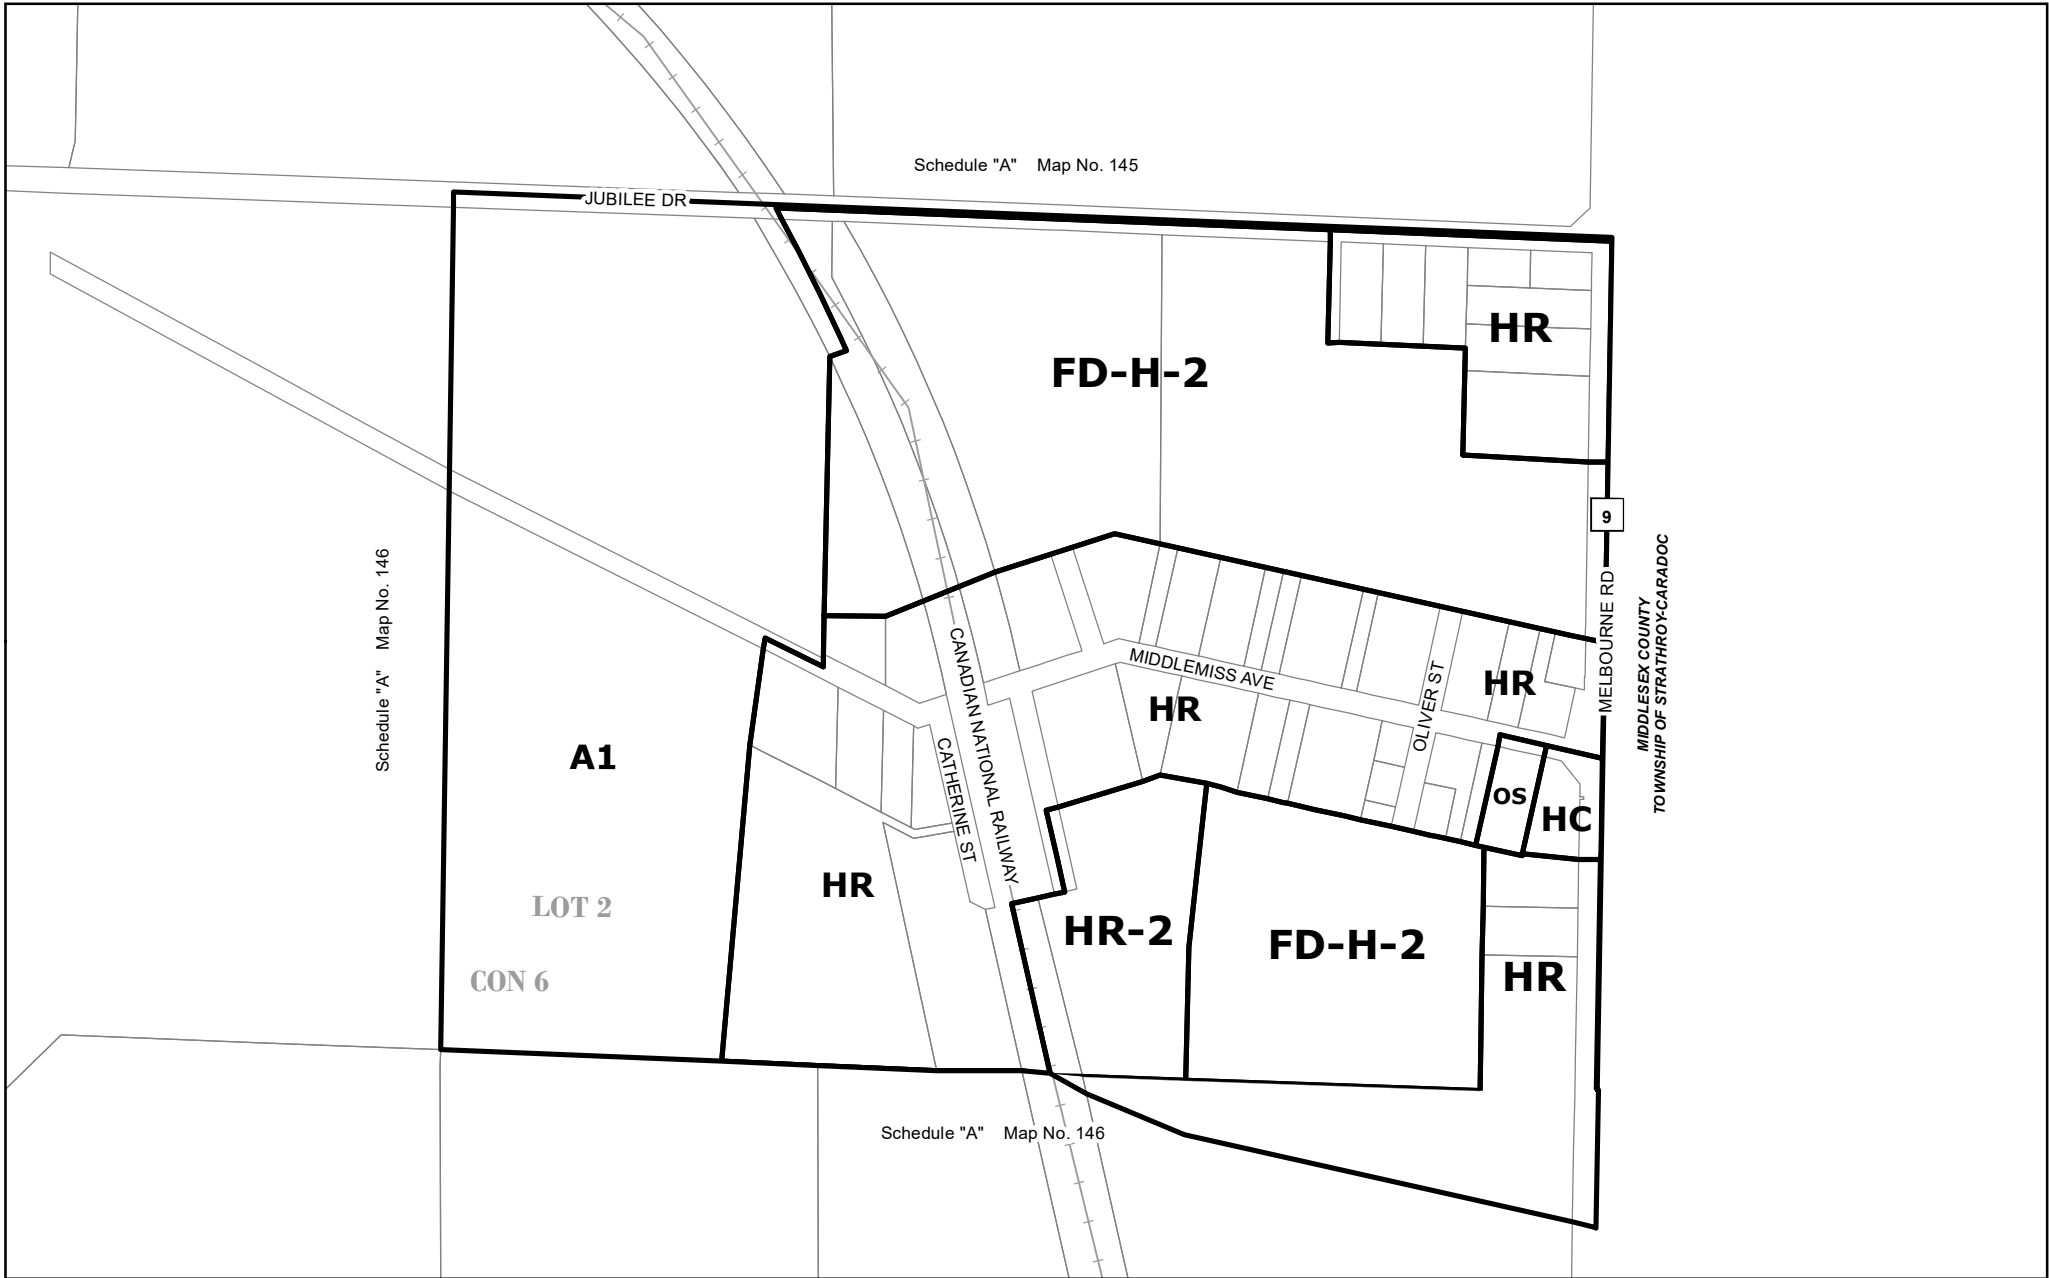 Schedule "A" Map No. 145
JUBILEE DR
HR
FD-H-2
9
MELBOURNE RD
MIDDLESEX COUNTY
TOWNSHIP OF STRATHROY-CARADOC
Schedule "A" Map No. 146
CANADIAN NATIONAL RAILWAY
MIDDLEMISS AVE
OLIVER ST
HR
HR
A1
CATHERINE ST
OS
HC
HR
LOT 2
HR-2
FD-H-2
HR
CON 6
Schedule "A" Map No. 146